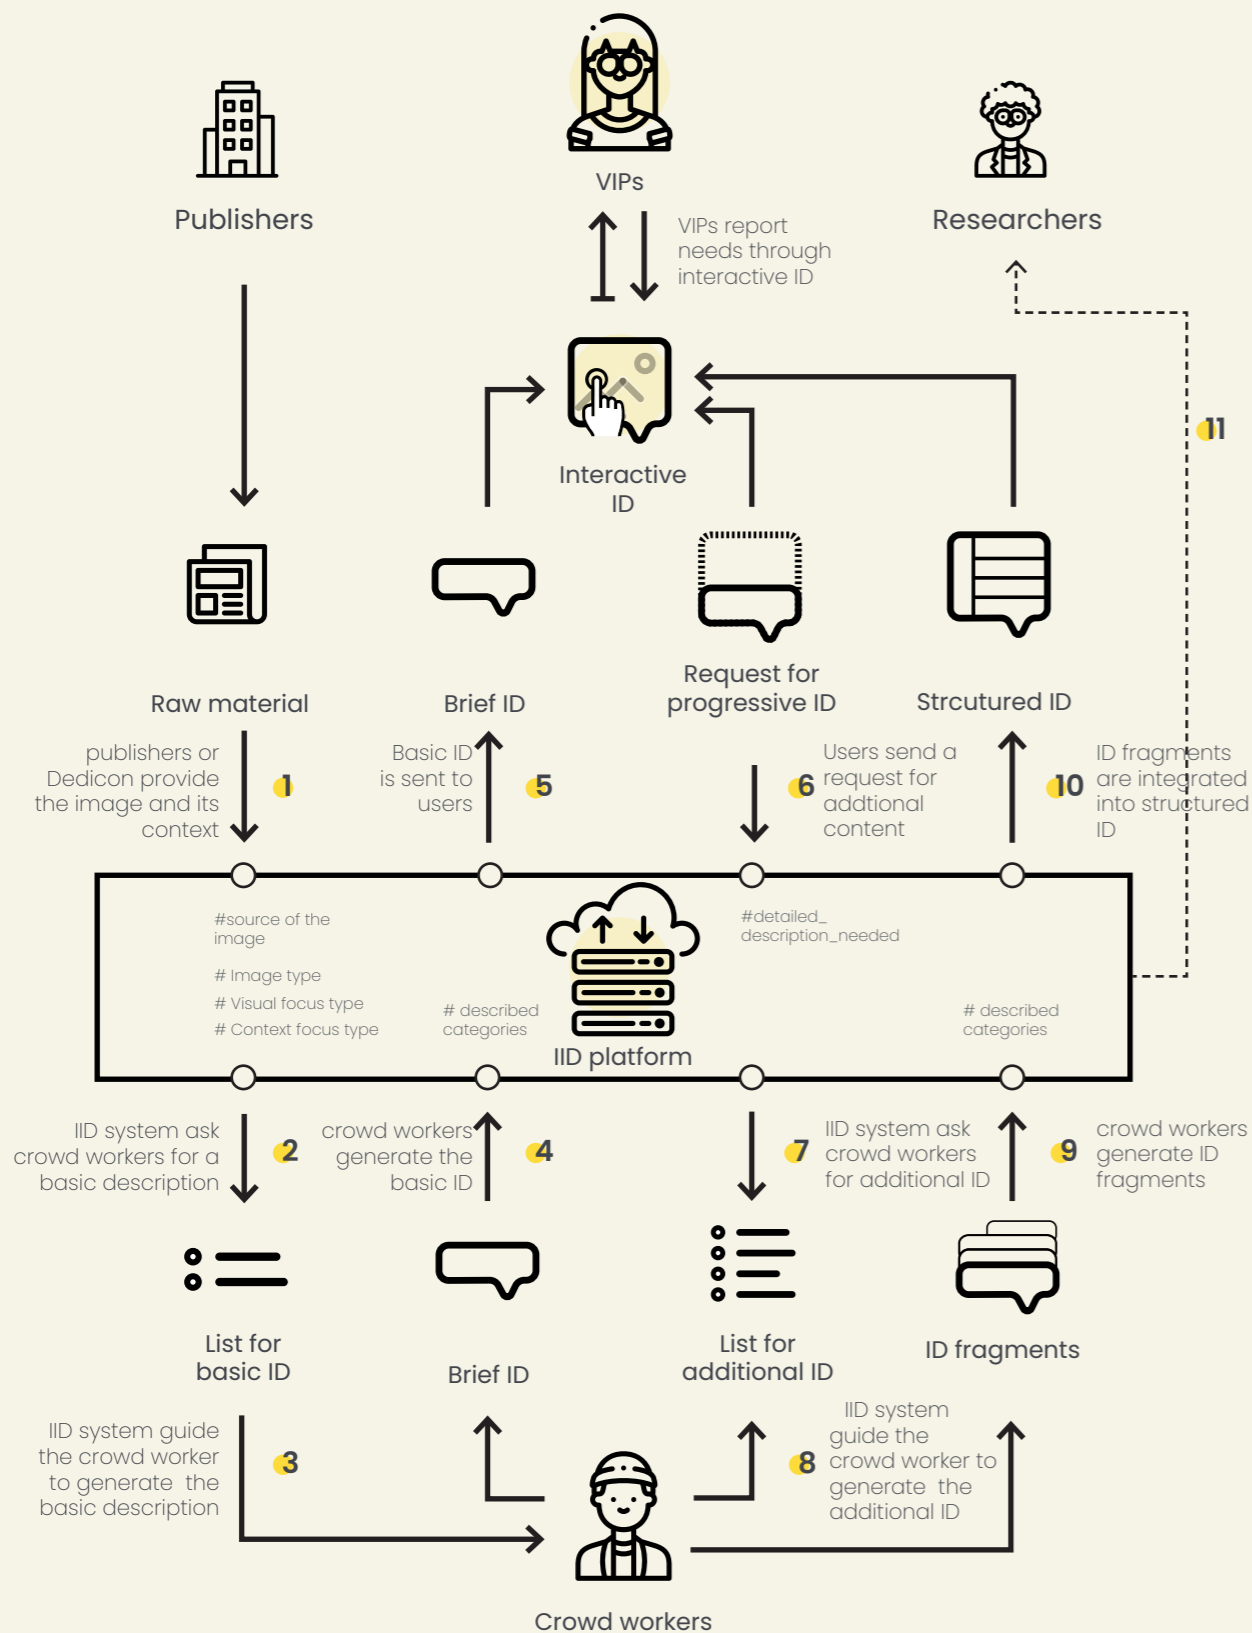 VIPs
Publishers
Researchers
VIPs report
needs through
interactive ID
11
Interactive
ID
Raw material
Brief ID
Request for
progressive ID
Strcutured ID
publishers or
Dedicon provide
the image and its
context
1
Basic ID
is sent to
users
5
6
Users send a
request for
addtional
content
10
ID fragments
are integrated
into structured
ID
#source of the
image
# Image type
# Visual focus type
# Context focus type
# described
categories
IID platform
#detailed_
description_needed
# described
categories
IID system ask
crowd workers for a
basic description
2
crowd workers
generate the
basic ID
4
7
IID system ask
crowd workers
for additional ID
9
crowd workers
generate ID
fragments
List for
basic ID
Brief ID
List for
additional ID
ID fragments
IID system guide
the crowd worker
to generate the
basic description
3
8
IID system
guide the
crowd worker to
generate the
additional ID
Crowd workers